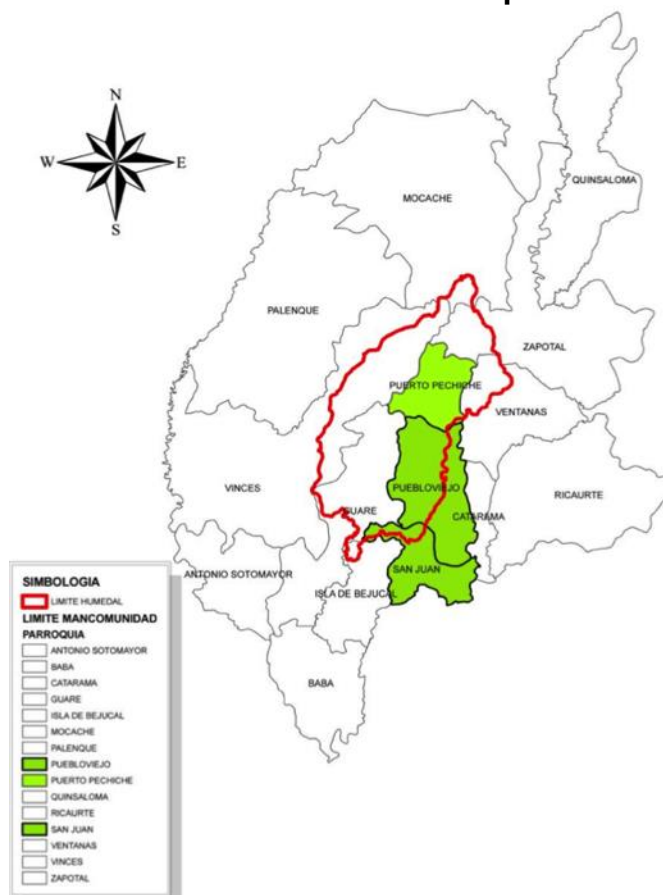 N
W E
S
QUINSALOMA
MOCACHE
PALENQUE
ZAPOTAL
PUERTO PECHICHE
VENTANAS
VINCES
PUEBLOVIEJO
RICAURTE
GUARE
CATARAMA
ANTONIO SOTOMAYOR
SAN JUAN
ISLA DE BEJUCAL
BABA
SIMBOLOGIA
LIMITE HUMEDAL
LIMITE MANCOMUNIDAD
PARROQUIA
ANTONIO SOTOMAYOR
BABA
CATARAMA
GUARE
ISLA DE BEJUCAL
MOCACHE
PALENQUE
PUEBLOVIEJO
PUERTO PECHICHE
QUINSALOMA
RICAURTE
SAN JUAN
VENTANAS
VINCES
ZAPOTAL